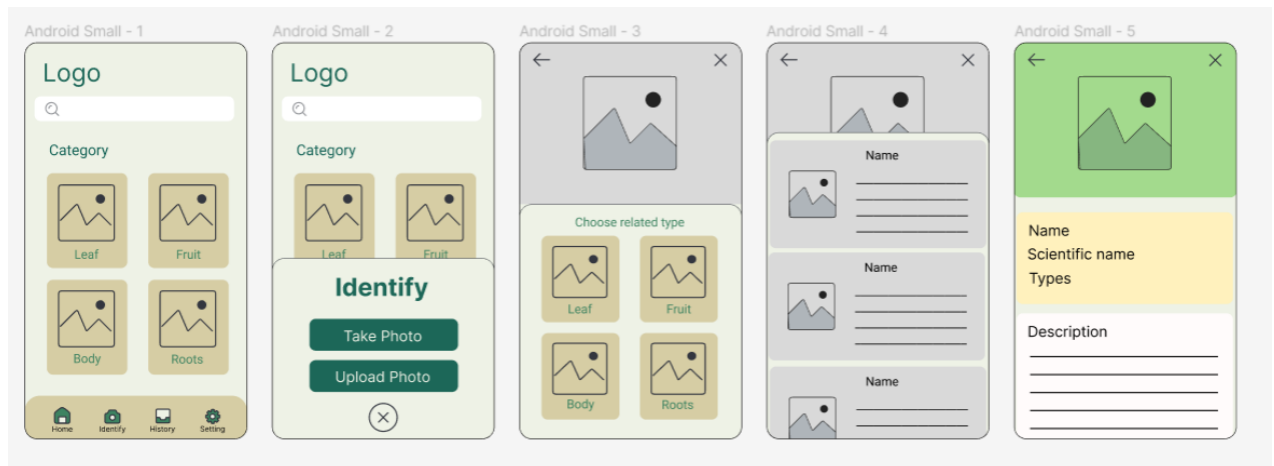 Android Small - 1
Logo
Category
Leaf
Fruit
Body
Roots
Home
Identify
History
Setting
Android Small - 2
Logo
Category
Leaf
Fruit
Identify
Take Photo
Upload Photo
Android Small - 3
Choose related type
Leaf
Fruit
Body
Roots
Android Small - 4
Name
Name
Name
Android Small - 5
Name
Scientific name
Types
Description